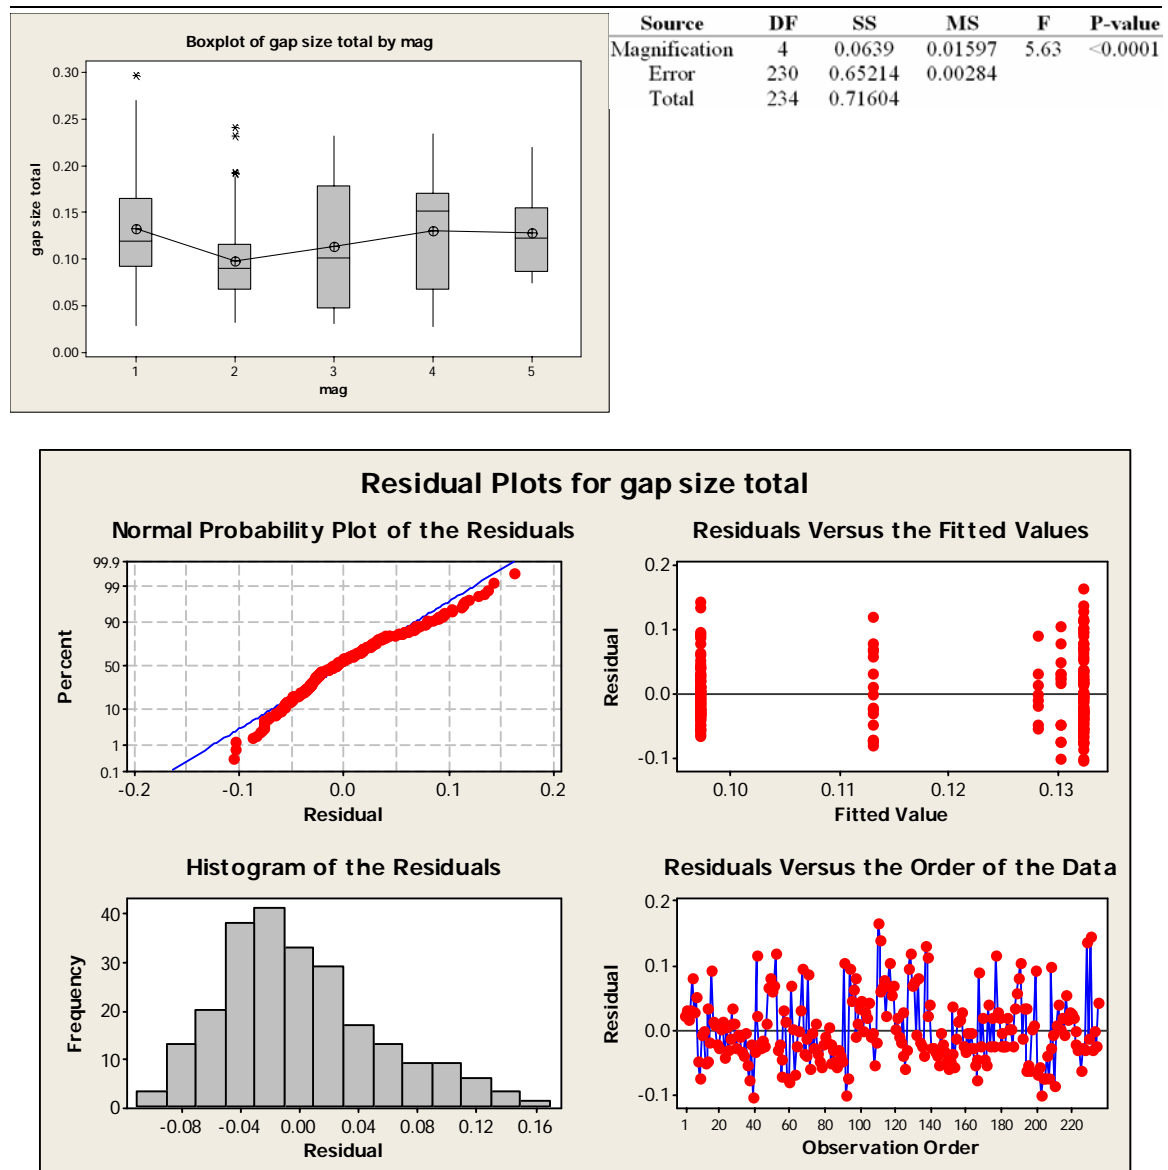 Boxplot of gap size total by mag
0.30
0.25
0.20
0.15
0.10
0.05
0.00
gap size total
1 2 3 4 5
mag
Source DF SS MS F P-value
Magnification 4 0.0639 0.01597 5.63 <0.0001
Error 230 0.65214 0.00284
Total 234 0.71604
Residual Plots for gap size total
Normal Probability Plot of the Residuals
99.9
99
90
50
10
1
0.1
Percent
-0.2 -0.1 0.0 0.1 0.2
Residual
Residuals Versus the Fitted Values
0.2
0.1
0.0
-0.1
Residual
0.10 0.11 0.12 0.13
Fitted Value
Histogram of the Residuals
40
30
20
10
0
Frequency
-0.08 -0.04 0.00 0.04 0.08 0.12 0.16
Residual
Residuals Versus the Order of the Data
0.2
0.1
0.0
-0.1
Residual
1 20 40 60 80 100 120 140 160 180 200 220
Observation Order